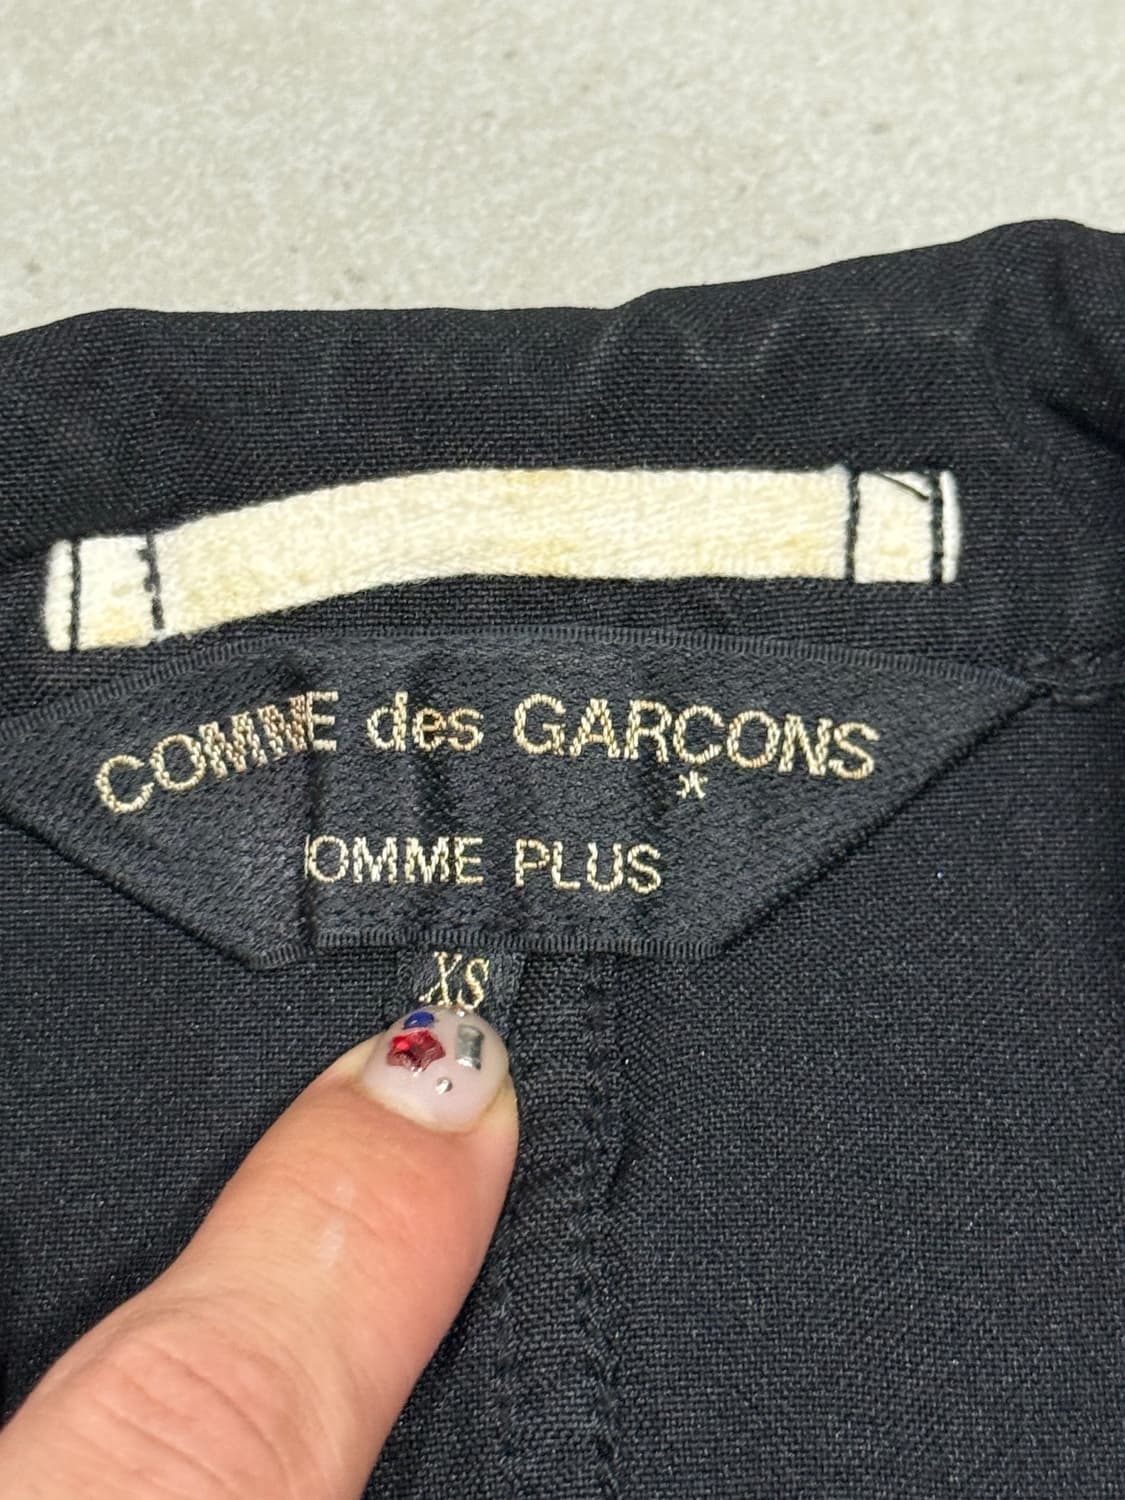 COMME des GARCONS
*
OMME PLUS
XS